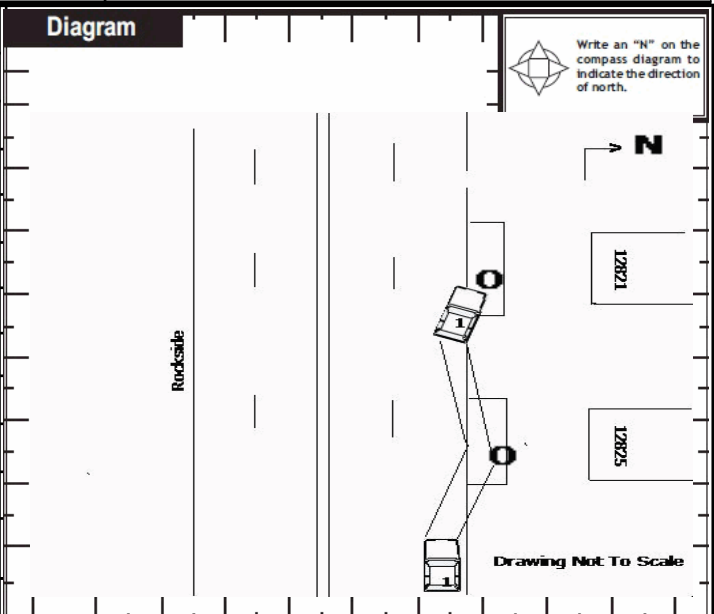 Diagram
Write an “N” on the
compass diagram to
indicate the direction
of north.
N
12821
O
1
Rockside
12825
O
1
Drawing Not To Scale